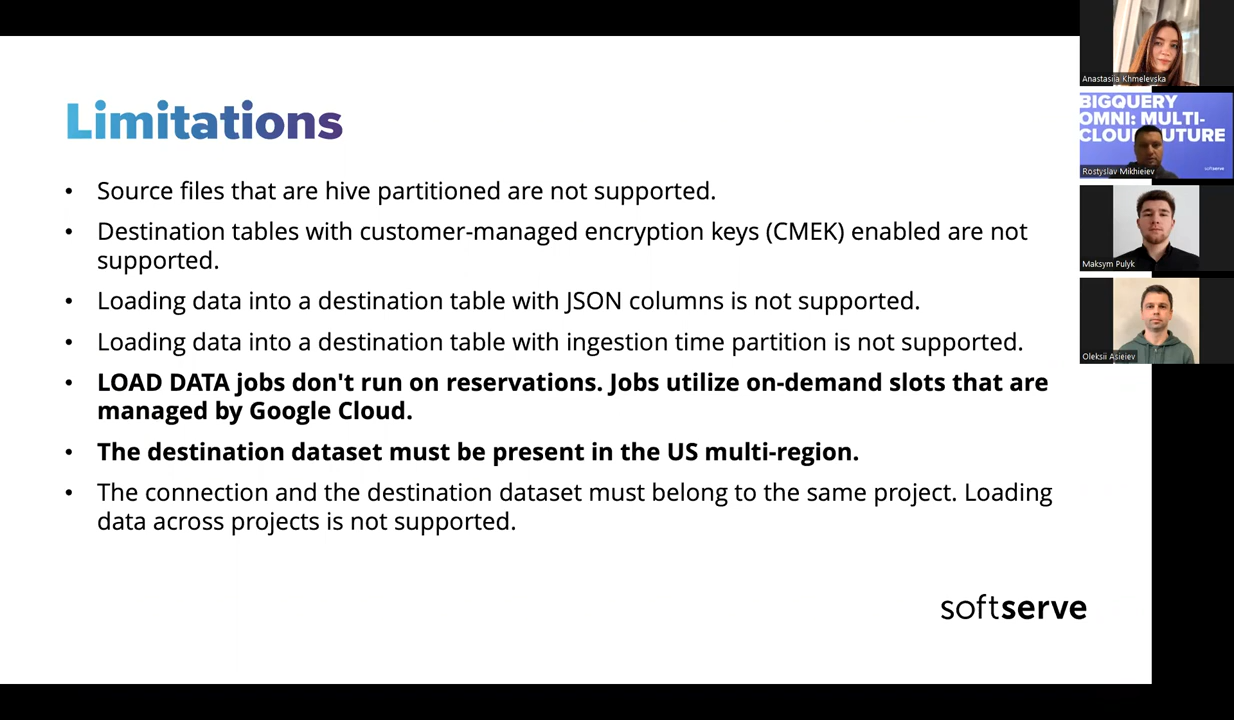 Limitations
• Source files that are hive partitioned are not supported.
• Destination tables with customer-managed encryption keys (CMEK) enabled are not
supported.
• Loading data into a destination table with JSON columns is not supported.
• Loading data into a destination table with ingestion time partition is not supported.
• LOAD DATA jobs don't run on reservations. Jobs utilize on-demand slots that are
managed by Google Cloud.
• The destination dataset must be present in the US multi-region.
• The connection and the destination dataset must belong to the same project. Loading
data across projects is not supported.
softserve
Anastasiia Khmelevska
BIGQUERY
OMNI: MULTI-
softserve
Rostyslav Mikhieiev
Maksym Pulyk
Oleksii Asieiev